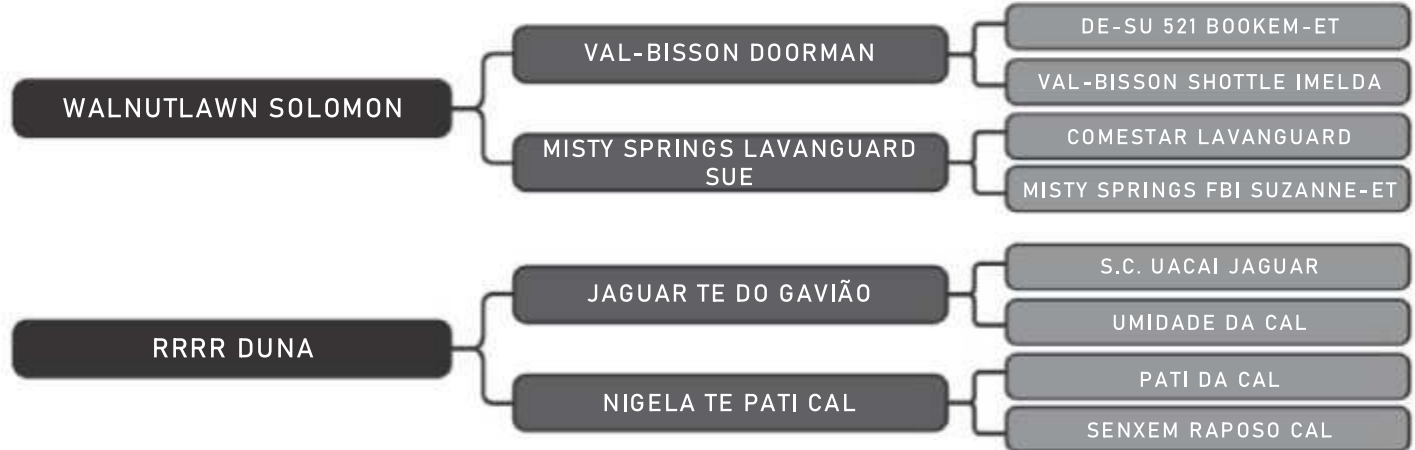 DE-SU 521 BOOKEM-ET
VAL-BISSON DOORMAN
VAL-BISSON SHOTTLE IMELDA
WALNUTLAWN SOLOMON
COMESTAR LAVANGUARD
MISTY SPRINGS LAVANGUARD
SUE
MISTY SPRINGS FBI SUZANNE-ET
S.C. UACAI JAGUAR
JAGUAR TE DO GAVIÃO
UMIDADE DA CAL
RRRR DUNA
PATI DA CAL
NIGELA TE PATI CAL
SENXEM RAPOSO CAL